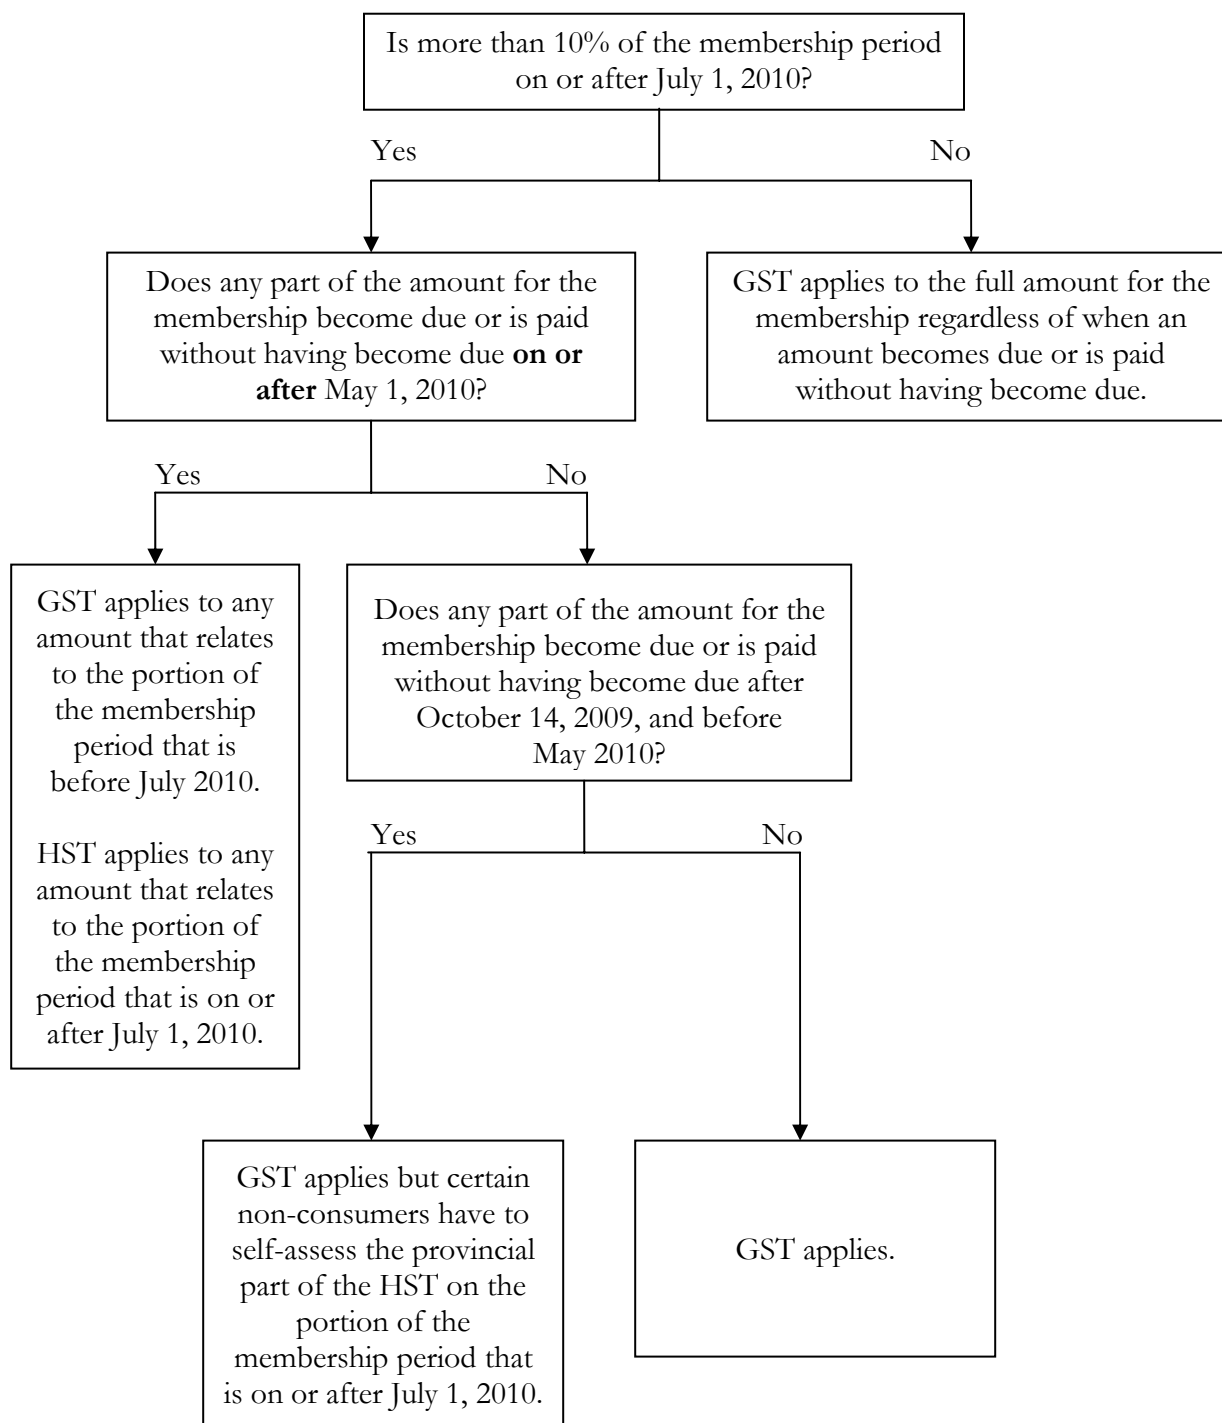 Is more than 10% of the membership period
on or after July 1, 2010?
Yes
No
Does any part of the amount for the
membership become due or is paid
without having become due on or
after May 1, 2010?
GST applies to the full amount for the
membership regardless of when an
amount becomes due or is paid
without having become due.
Yes
No
GST applies to any
amount that relates
to the portion of
the membership
period that is
before July 2010.
HST applies to any
amount that relates
to the portion of
the membership
period that is on or
after July 1, 2010.
Does any part of the amount for the
membership become due or is paid
without having become due after
October 14, 2009, and before
May 2010?
Yes
No
GST applies but certain
non-consumers have to
self-assess the provincial
part of the HST on the
portion of the
membership period that
is on or after July 1, 2010.
GST applies.